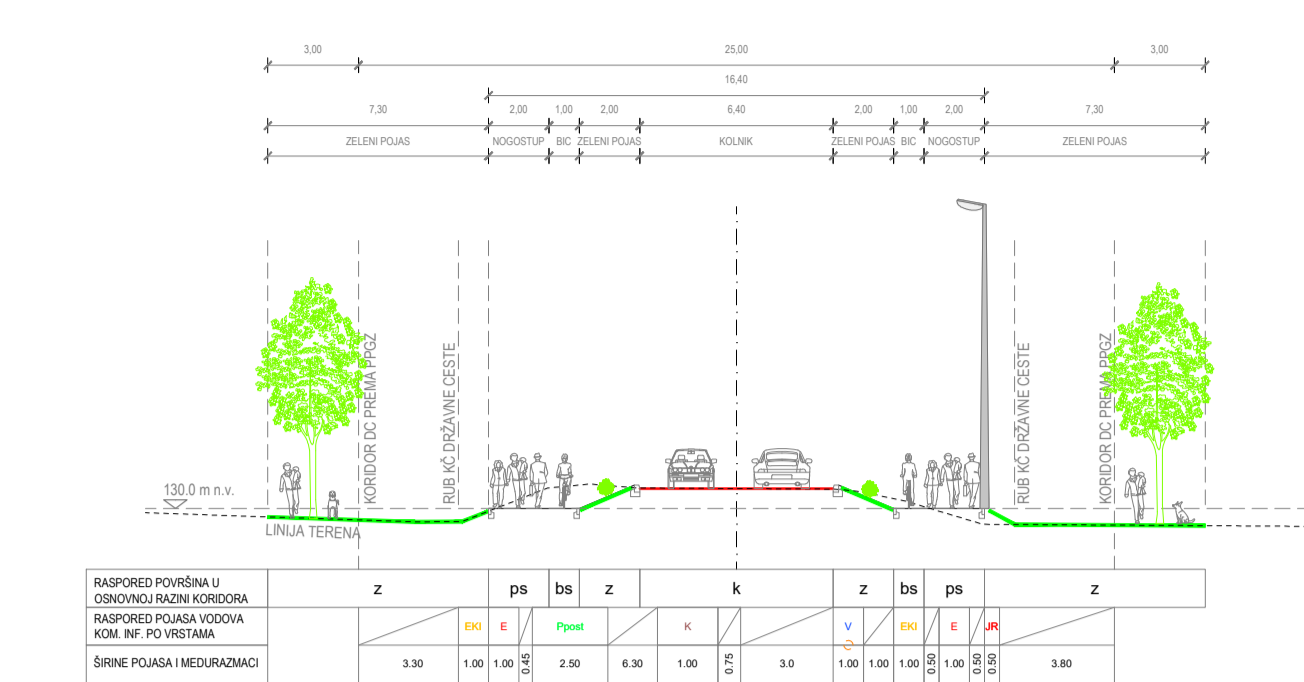 3,00 25,00 3,00
16,40
7,30 2,00 1,00 2,00 6,40 2,00 1,00 2,00 7,30
ZELENI POJAS NOGOSTUP BIC ZELENI POJAS KOLNIK ZELENI POJAS BIC NOGOSTUP ZELENI POJAS
KORIDOR DC PREMA PPGZ
RUB KČ DRŽAVNE CESTE
RUB KČ DRŽAVNE CESTE
KORIDOR DC PREMA PPGZ
130.0 m n.v.
LINIJA TERENA
RASPORED POVRŠINA U
OSNOVNOJ RAZINI KORIDORA
z ps bs z k z bs ps z
RASPORED POJASA VODOVA
KOM. INF. PO VRSTAMA
EKI E Ppost K V EKI E JR
ŠIRINE POJASA I MEDURAZMACI
3.30 1.00 1.00 0.45 2.50 6.30 1.00 0.75 3.0 1.00 1.00 1.00 0.50 1.00 0.50 0.50 3.80